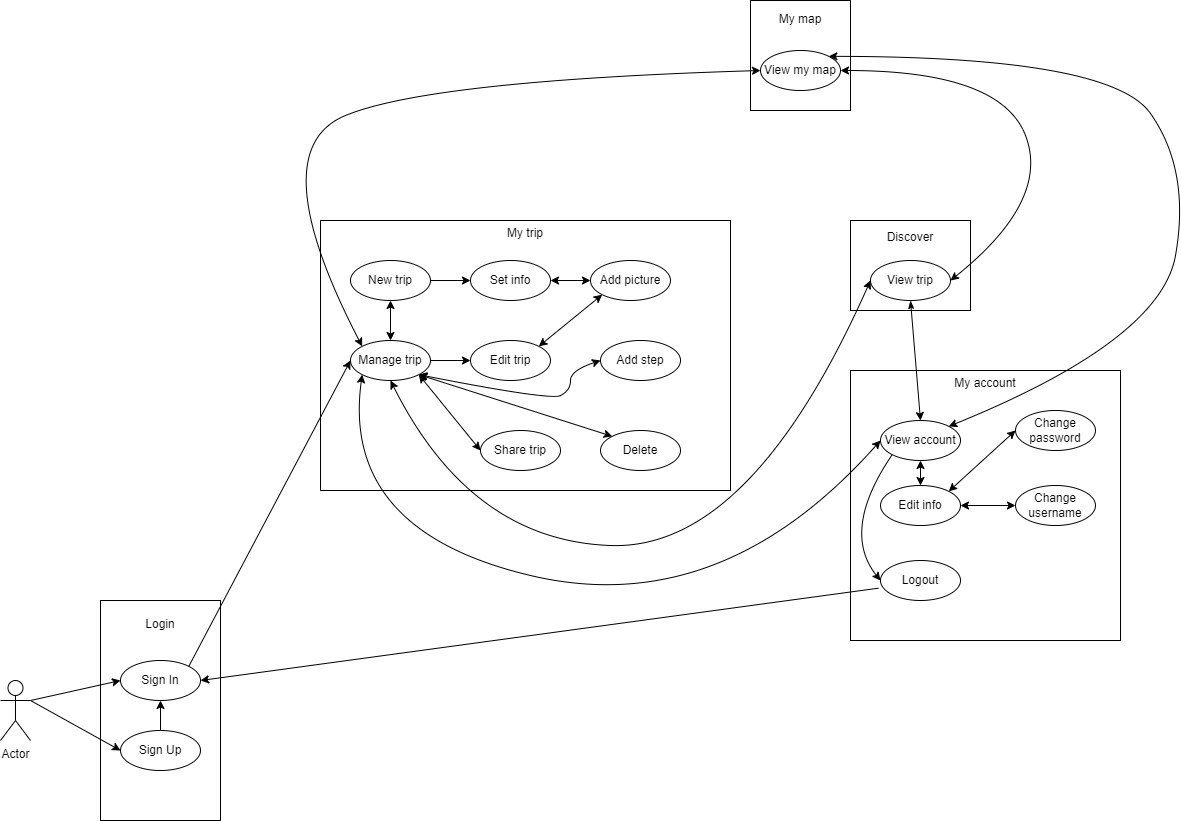 My map
View my map
My trip
New trip
Set info
Add picture
Manage trip
Edit trip
Add step
Share trip
Delete
Discover
View trip
My account
View account
Change
password
Edit info
Change
username
Logout
Login
Sign In
Sign Up
Actor